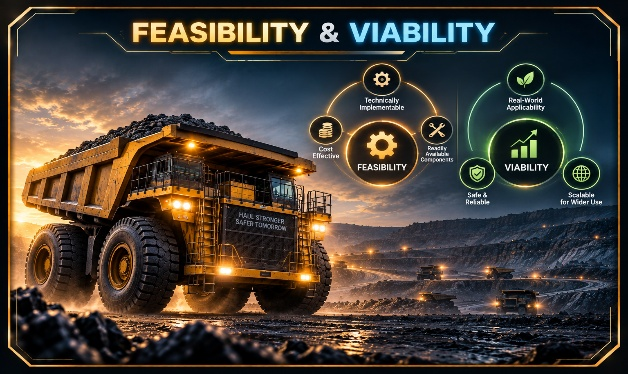 FEASIBILITY & VIABILITY
Technically
Implementable
Cost
Effective
Readily
Available
Components
FEASIBILITY
Real-World
Applicability
VIABILITY
Safe &
Reliable
Scalable
for Wider Use
HAUL STRONGER
SAFER TOMORROW